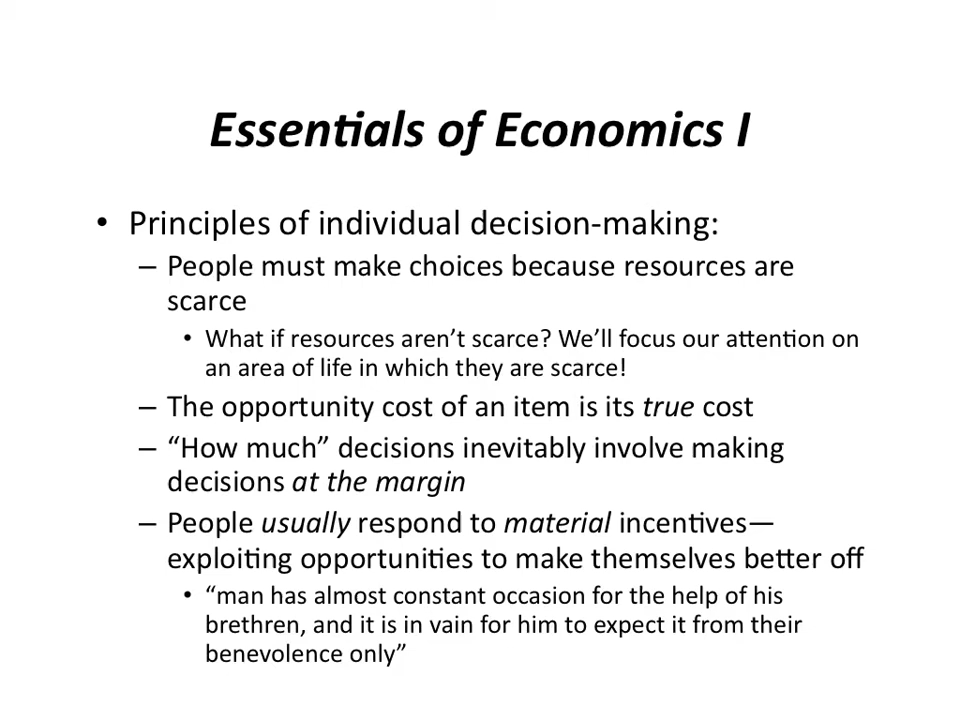 Essentials of Economics I
• Principles of individual decision-making:
– People must make choices because resources are
scarce
• What if resources aren’t scarce? We’ll focus our attention on
an area of life in which they are scarce!
– The opportunity cost of an item is its true cost
– “How much” decisions inevitably involve making
decisions at the margin
– People usually respond to material incentives—
exploiting opportunities to make themselves better off
• “man has almost constant occasion for the help of his
brethren, and it is in vain for him to expect it from their
benevolence only”